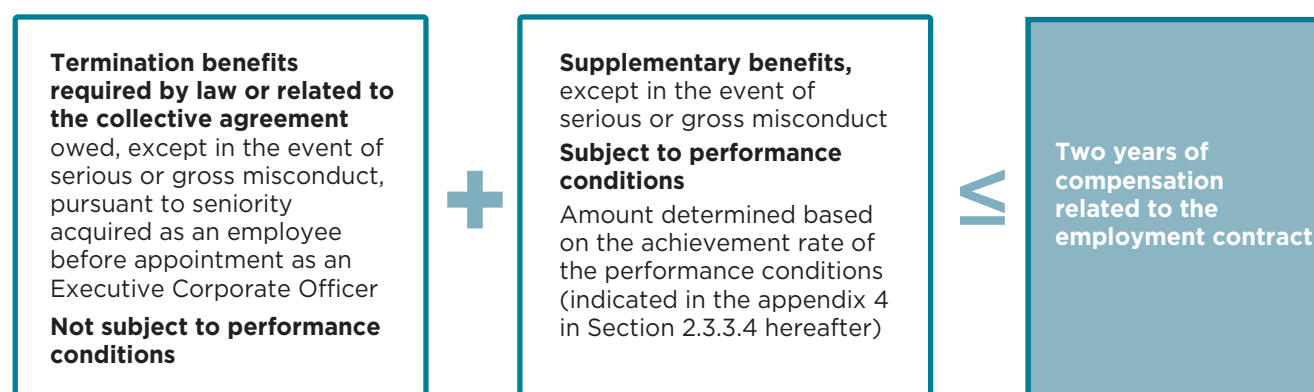 Termination benefits
required by law or related to
the collective agreement
owed, except in the event of
serious or gross misconduct,
pursuant to seniority
acquired as an employee
before appointment as an
Executive Corporate Officer
Not subject to performance
conditions
+
Supplementary benefits,
except in the event of
serious or gross misconduct
Subject to performance
conditions
Amount determined based
on the achievement rate of
the performance conditions
(indicated in the appendix 4
in Section 2.3.3.4 hereafter)
≤
Two years of
compensation
related to the
employment contract